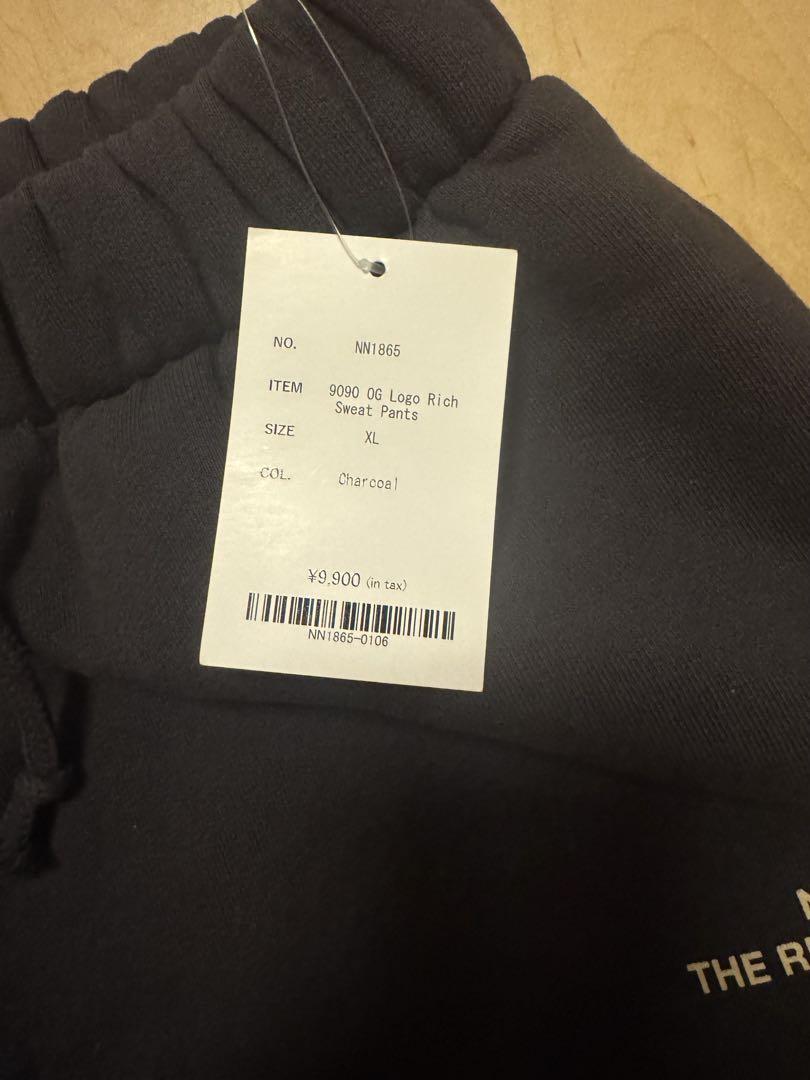 NO. NN1865
ITEM 9090 OG Logo Rich
Sweat Pants
SIZE XL
COL. Charcoal
¥9,900 (in tax)
NN1865-0106
THE